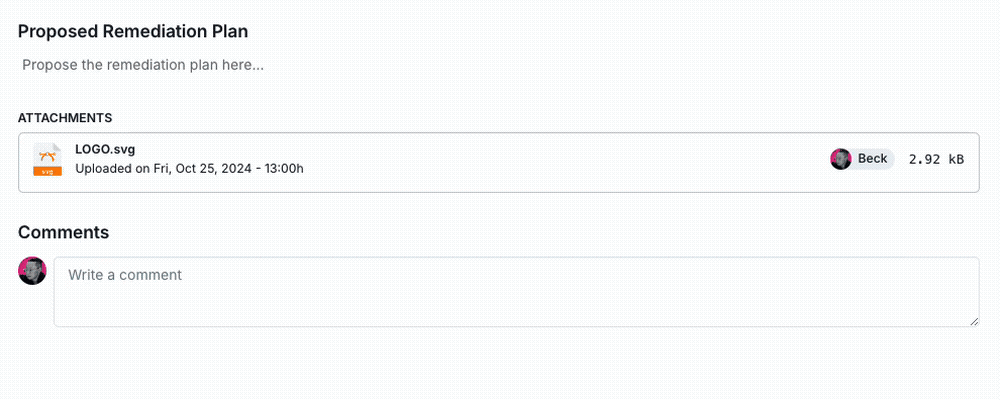 Proposed Remediation Plan
Propose the remediation plan here...
ATTACHMENTS
LOGO.svg
svg
Uploaded on Fri, Oct 25, 2024 - 13:00h
Beck 2.92 kB
Comments
Write a comment